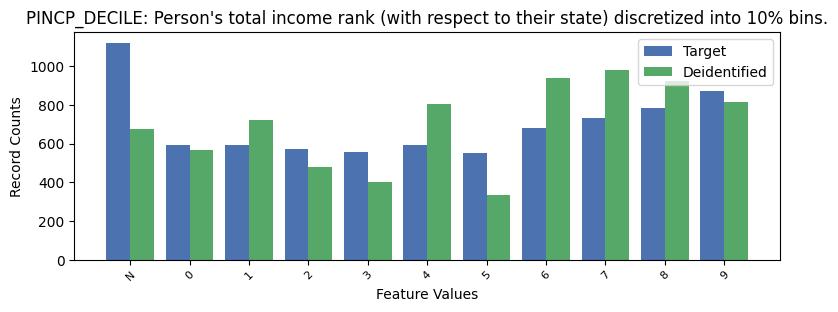 PINCP_DECILE: Person's total income rank (with respect to their state) discretized into 10% bins.
Target
Deidentified
Record Counts
1000
800
600
400
200
0
N 0 1 2 3 4 5 6 7 8 9
Feature Values